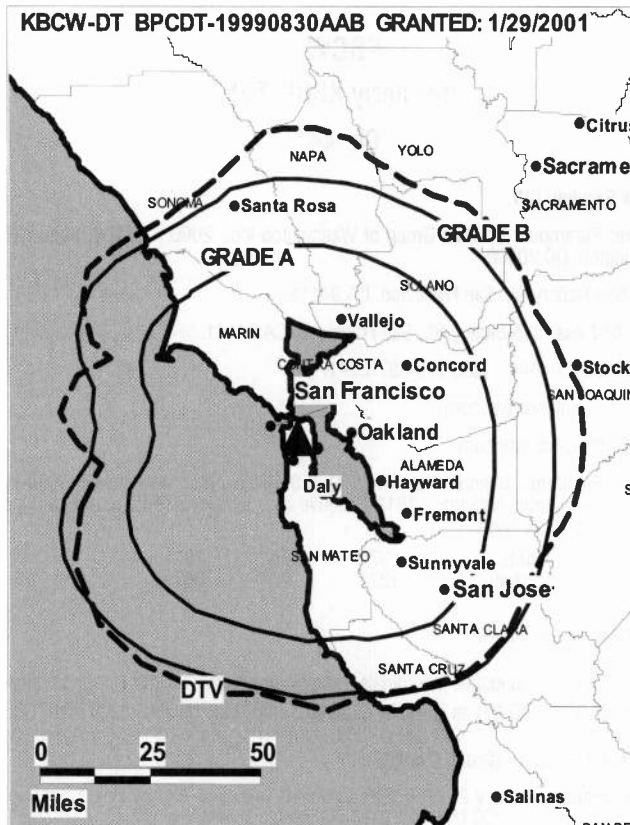 KBCW-DT BPCDT-19990830AAB GRANTED: 1/29/2001
Citrus
NAPA
YOLO
Sacrame
SONOMA
Santa Rosa
SACRAMENTO
GRADE B
GRADE A
SOLANO
Vallejo
MARIN
CONTRA COSTA
Concord
Stock
San Francisco
SAN JOAQUIN
Oakland
ALAMEDA
Daly
Hayward
Fremont
SAN MATEO
Sunnyvale
San Jose
SANTA CLARA
SANTA CRUZ
DTV
0 25 50
Miles
Salinas